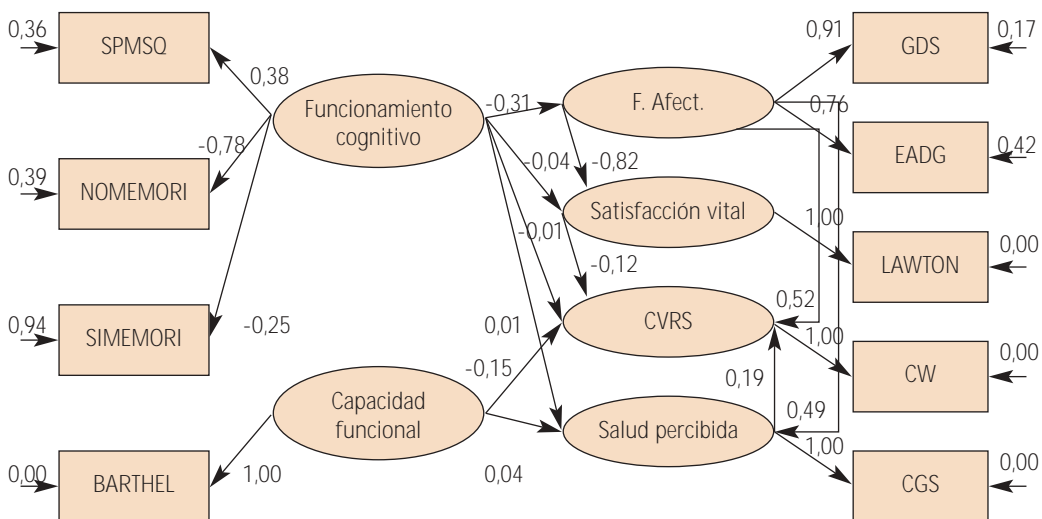 0,36
SPMSQ
0,38
Funcionamiento
cognitivo
-0,78
0,39
NOMEMORI
0,94
SIMEMORI
-0,25
Capacidad
funcional
0,00
BARTHEL
1,00
-0,31
-0,04
-0,82
-0,01
-0,12
0,01
-0,15
0,04
F. Afect.
Satisfacción vital
CVRS
Salud percibida
0,91
0,76
1,00
0,52
1,00
0,19
0,49
1,00
GDS
0,17
EADG
0,42
LAWTON
0,00
CW
0,00
CGS
0,00